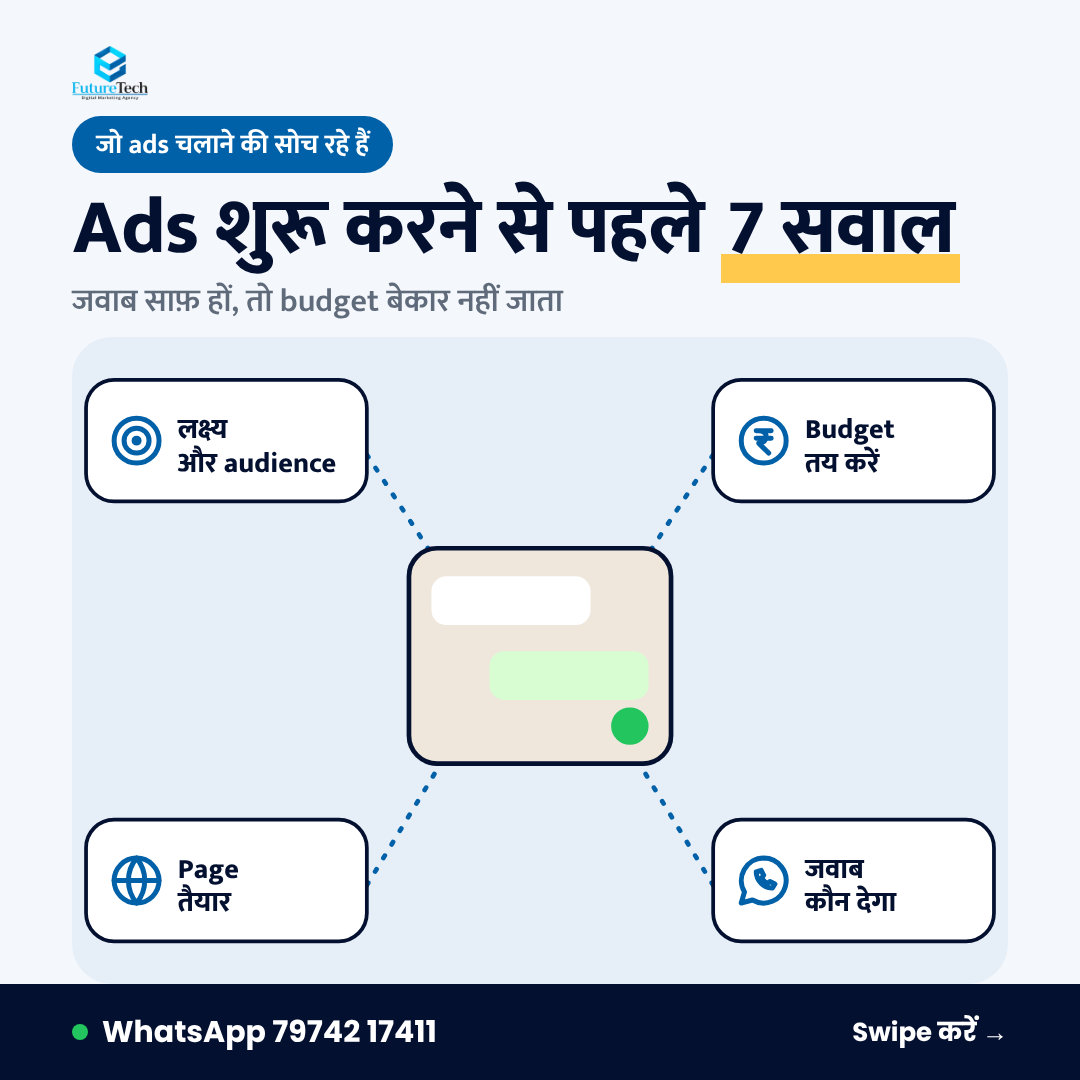 FutureTech
Digital Marketing Agency
जो ads चलाने की सोच रहे हैं
Ads शुरू करने से पहले 7 सवाल
जवाब साफ़ हों, तो budget बेकार नहीं जाता
लक्ष्य
और audience
Budget
तय करें
Page
तैयार
जवाब
कौन देगा
WhatsApp 79742 17411
Swipe करें →